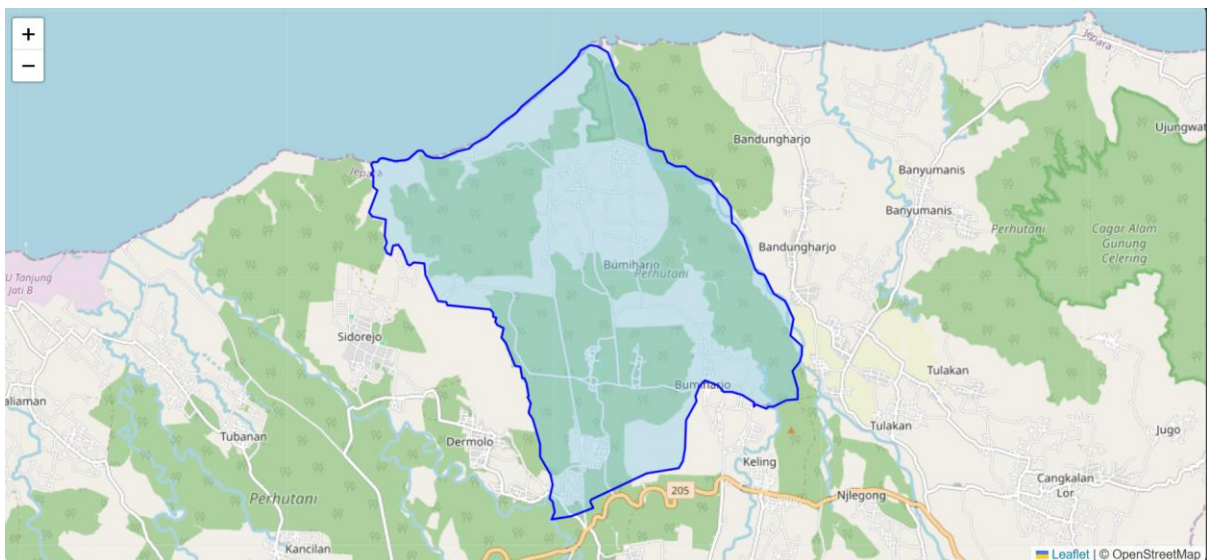 +
−
Jepara
Bandungharjo
Ujungwat
Jepara
Banyumanis
Banyumanis
Perhutani
Cagar Alam
Gunung
Celering
Bandungharjo
U Tanjung
Jati B
Bumiharjo
Perhutani
Sidorejo
Tulakan
Bumiharjo
aliaman
Tubanan
Dermolo
Tulakan
Jugo
Keling
Cangkalan
Lor
Perhutani
205
Njlegong
Kancilan
Leaflet | © OpenStreetMap